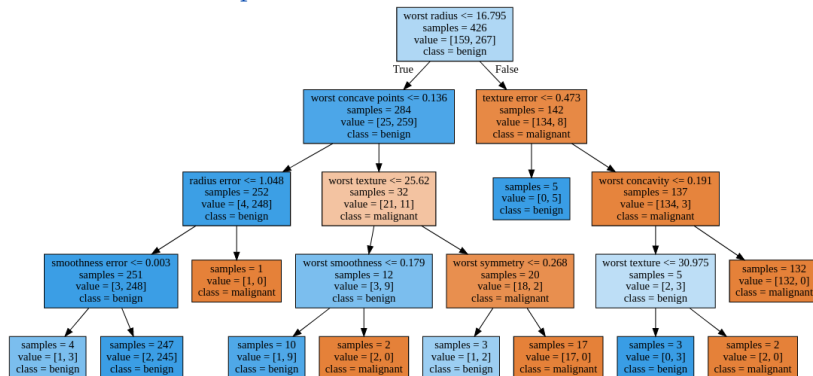 worst radius <= 16.795
samples = 426
value = [159, 267]
class = benign
True
False
worst concave points <= 0.136
samples = 284
value = [25, 259]
class = benign
texture error <= 0.473
samples = 142
value = [134, 8]
class = malignant
radius error <= 1.048
samples = 252
value = [4, 248]
class = benign
worst texture <= 25.62
samples = 32
value = [21, 11]
class = malignant
samples = 5
value = [0, 5]
class = benign
worst concavity <= 0.191
samples = 137
value = [134, 3]
class = malignant
smoothness error <= 0.003
samples = 251
value = [3, 248]
class = benign
samples = 1
value = [1, 0]
class = malignant
worst smoothness <= 0.179
samples = 12
value = [3, 9]
class = benign
worst symmetry <= 0.268
samples = 20
value = [18, 2]
class = malignant
worst texture <= 30.975
samples = 5
value = [2, 3]
class = benign
samples = 132
value = [132, 0]
class = malignant
samples = 4
value = [1, 3]
class = benign
samples = 247
value = [2, 245]
class = benign
samples = 10
value = [1, 9]
class = benign
samples = 2
value = [2, 0]
class = malignant
samples = 3
value = [1, 2]
class = benign
samples = 17
value = [17, 0]
class = malignant
samples = 3
value = [0, 3]
class = benign
samples = 2
value = [2, 0]
class = malignant